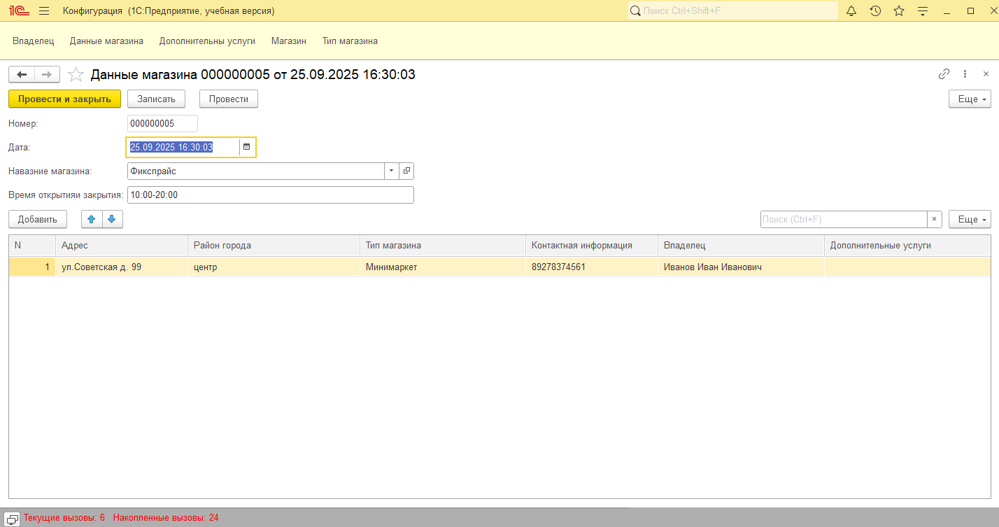 1С Конфигурация (1С:Предприятие, учебная версия) Поиск Ctrl+Shift+F
Владелец Данные магазина Дополнительны услуги Магазин Тип магазина
Данные магазина 000000005 от 25.09.2025 16:30:03
Провести и закрыть Записать Провести Еще
Номер: 000000005
Дата: 25.09.2025 16:30:03
Навазние магазина: Фикспрайс
Время открытияи закрытия: 10:00-20:00
Добавить Поиск (Ctrl+F) Еще
N Адрес Район города Тип магазина Контактная информация Владелец Дополнительные услуги
1 ул.Советская д. 99 центр Минимаркет 89278374561 Иванов Иван Иванович
Текущие вызовы: 6 Накопленные вызовы: 24